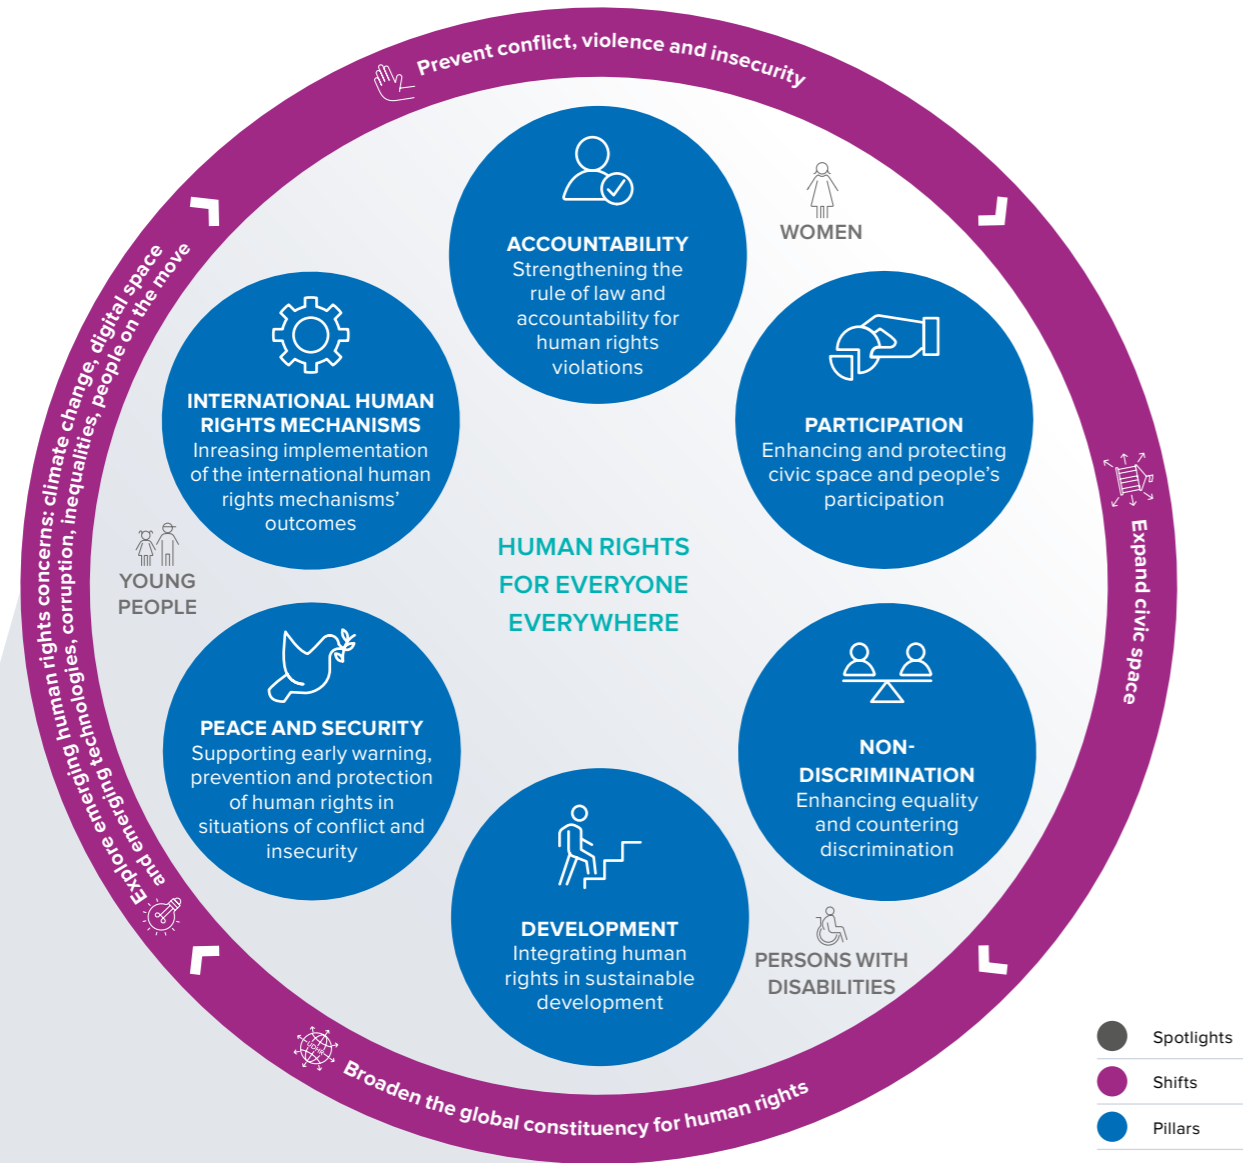 Prevent conflict, violence and insecurity
ACCOUNTABILITY
Strengthening the
rule of law and
accountability for
human rights
violations
WOMEN
PARTICIPATION
Enhancing and protecting
civic space and people's
participation
Expand civic space
INTERNATIONAL HUMAN
RIGHTS MECHANISMS
Inreasing implementation
of the international human
rights mechanisms'
outcomes
HUMAN RIGHTS
FOR EVERYONE
EVERYWHERE
YOUNG
PEOPLE
PEACE AND SECURITY
Supporting early warning,
prevention and protection
of human rights in
situations of conflict and
insecurity
NON-
DISCRIMINATION
Enhancing equality
and countering
discrimination
DEVELOPMENT
Integrating human
rights in sustainable
development
PERSONS WITH
DISABILITIES
Broaden the global constituency for human rights
UDHR
Explore emerging human rights concerns: climate change, digital space
and emerging technologies, corruption, inequalities, people on the move
Spotlights
Shifts
Pillars